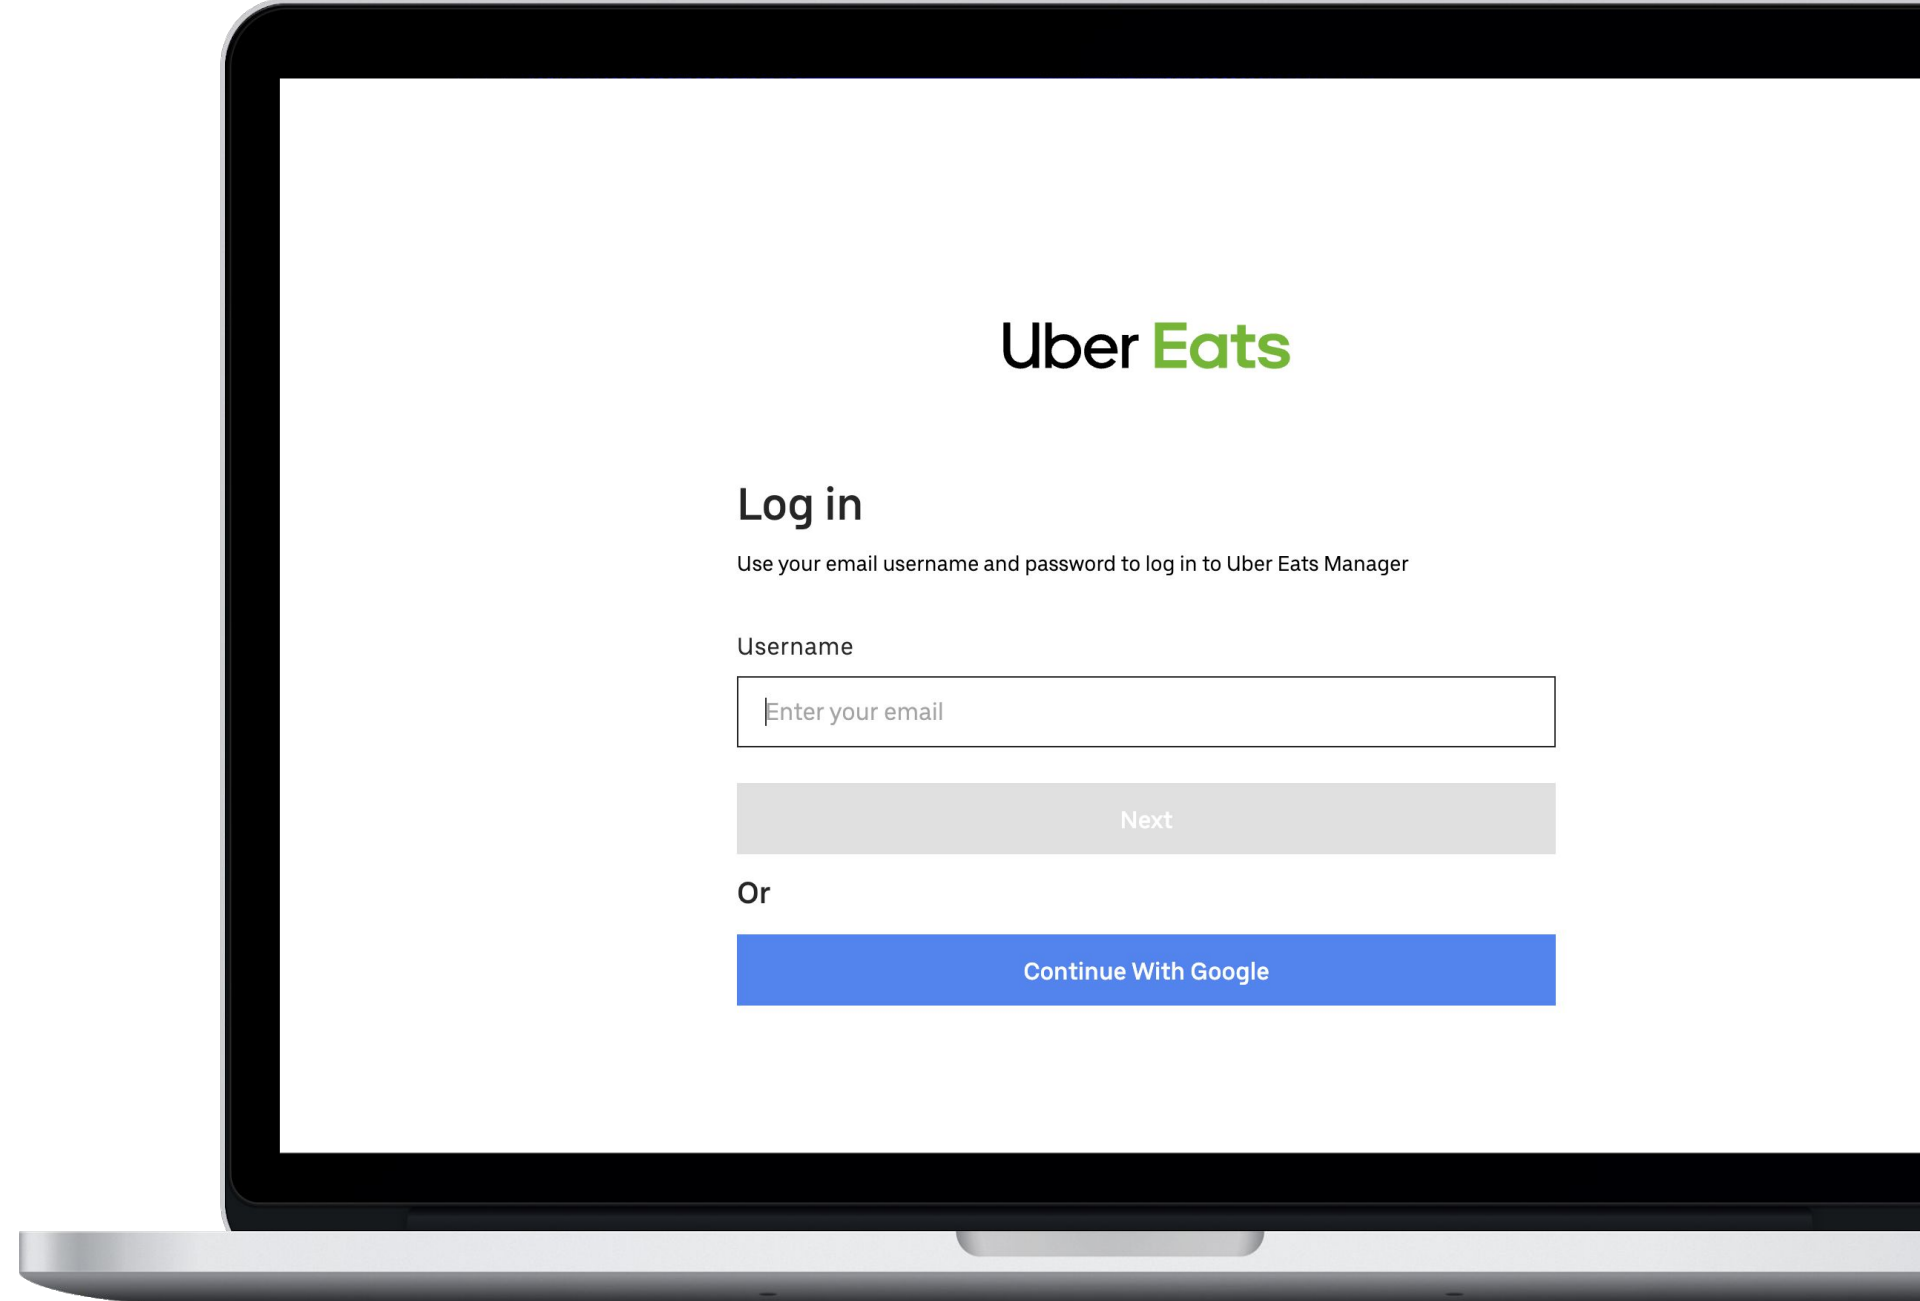 Uber Eats
Log in
Use your email username and password to log in to Uber Eats Manager
Username
Enter your email
Next
Or
Continue With Google